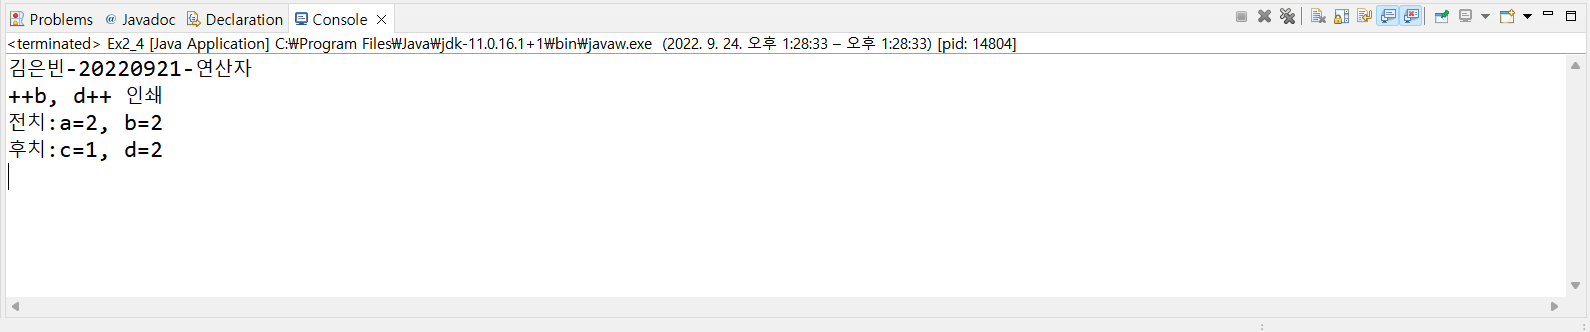 Problems @ Javadoc Declaration Console
<terminated> Ex2_4 [Java Application] C:₩Program Files₩Java₩jdk-11.0.16.1+1₩bin₩javaw.exe (2022. 9. 24. 오후 1:28:33 – 오후 1:28:33) [pid: 14804]
김은빈-20220921-연산자
++b, d++ 인쇄
전치:a=2, b=2
후치:c=1, d=2